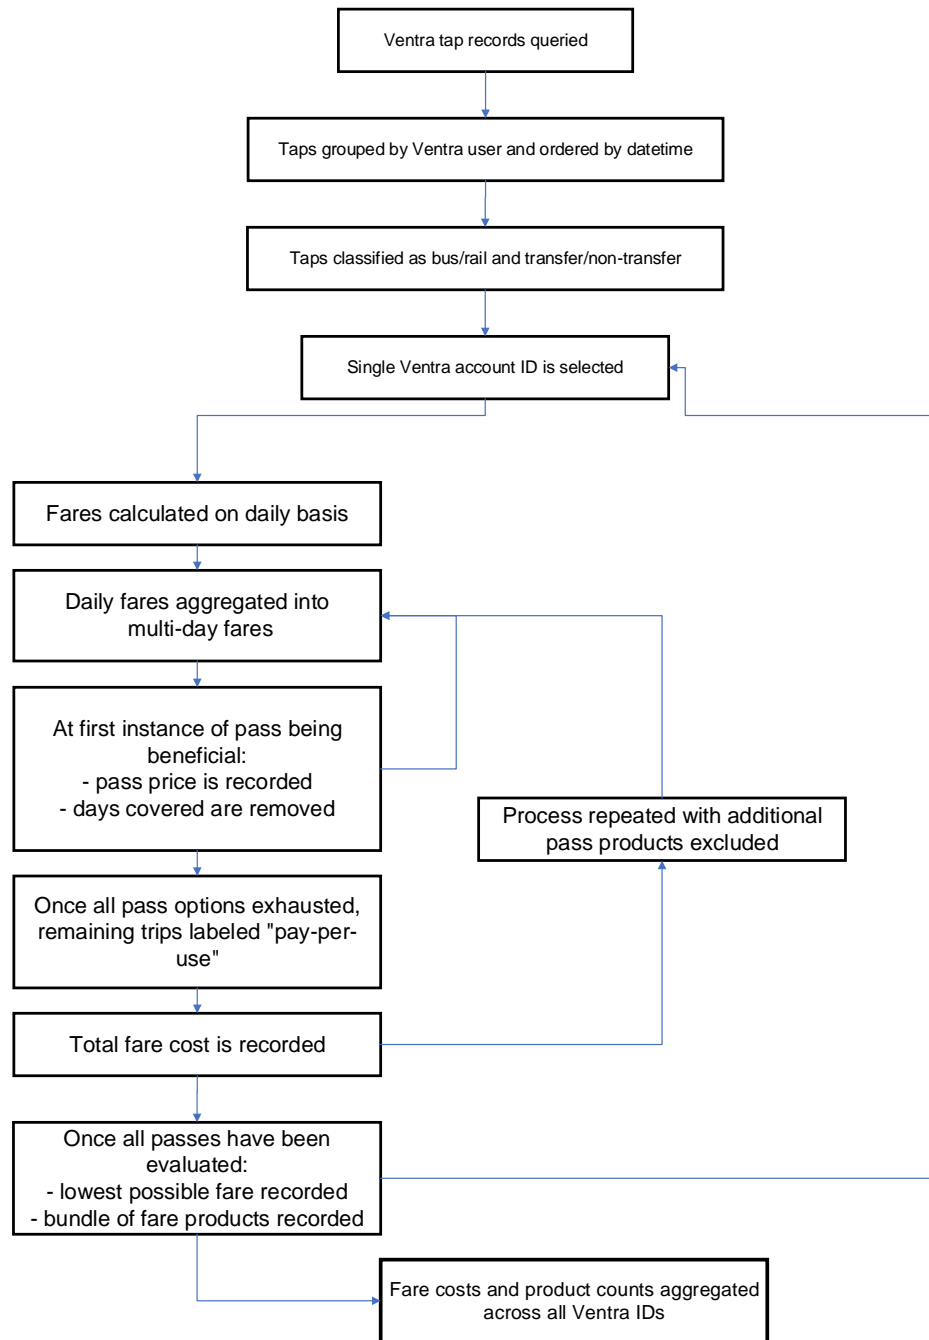 Ventra tap records queried
Taps grouped by Ventra user and ordered by datetime
Taps classified as bus/rail and transfer/non-transfer
Single Ventra account ID is selected
Fares calculated on daily basis
Daily fares aggregated into
multi-day fares
At first instance of pass being
beneficial:
- pass price is recorded
- days covered are removed
Process repeated with additional
pass products excluded
Once all pass options exhausted,
remaining trips labeled "pay-per-
use"
Total fare cost is recorded
Once all passes have been
evaluated:
- lowest possible fare recorded
- bundle of fare products recorded
Fare costs and product counts aggregated
across all Ventra IDs